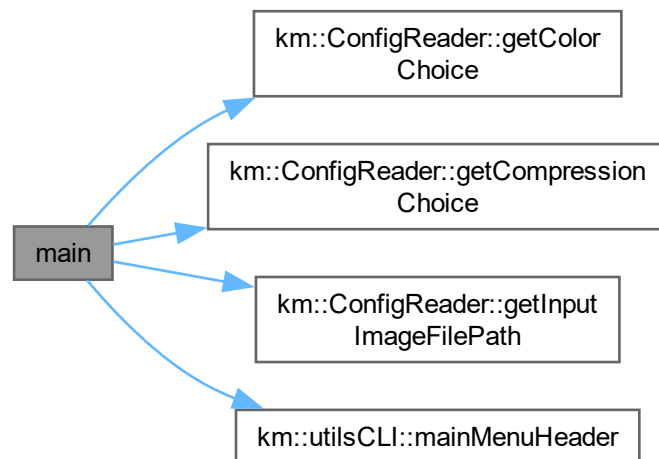 km::ConfigReader::getColor
Choice
km::ConfigReader::getCompression
Choice
main
km::ConfigReader::getInput
ImageFilePath
km::utilsCLI::mainMenuHeader